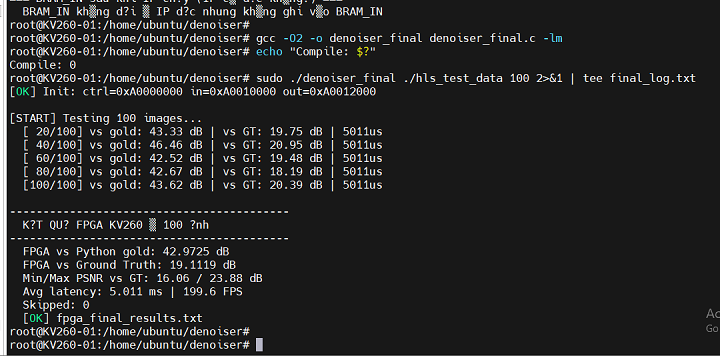 BRAM_IN kh▒ng d?i ▒ IP d?c nhung kh▒ng ghi v▒o BRAM_IN
root@KV260-01:/home/ubuntu/denoiser#
root@KV260-01:/home/ubuntu/denoiser# gcc -O2 -o denoiser_final denoiser_final.c -lm
root@KV260-01:/home/ubuntu/denoiser# echo "Compile: $?"
Compile: 0
root@KV260-01:/home/ubuntu/denoiser# sudo ./denoiser_final ./hls_test_data 100 2>&1 | tee final_log.txt
[OK] Init: ctrl=0xA0000000 in=0xA0010000 out=0xA0012000
[START] Testing 100 images...
[ 20/100] vs gold: 43.33 dB | vs GT: 19.75 dB | 5011us
[ 40/100] vs gold: 46.46 dB | vs GT: 20.95 dB | 5011us
[ 60/100] vs gold: 42.52 dB | vs GT: 19.48 dB | 5011us
[ 80/100] vs gold: 42.67 dB | vs GT: 18.19 dB | 5011us
[100/100] vs gold: 43.62 dB | vs GT: 20.39 dB | 5011us
----------------------------------------
K?T QU? FPGA KV260 ▒ 100 ?nh
----------------------------------------
FPGA vs Python gold: 42.9725 dB
FPGA vs Ground Truth: 19.1119 dB
Min/Max PSNR vs GT: 16.06 / 23.88 dB
Avg latency: 5.011 ms | 199.6 FPS
Skipped: 0
[OK] fpga_final_results.txt
root@KV260-01:/home/ubuntu/denoiser#
root@KV260-01:/home/ubuntu/denoiser#